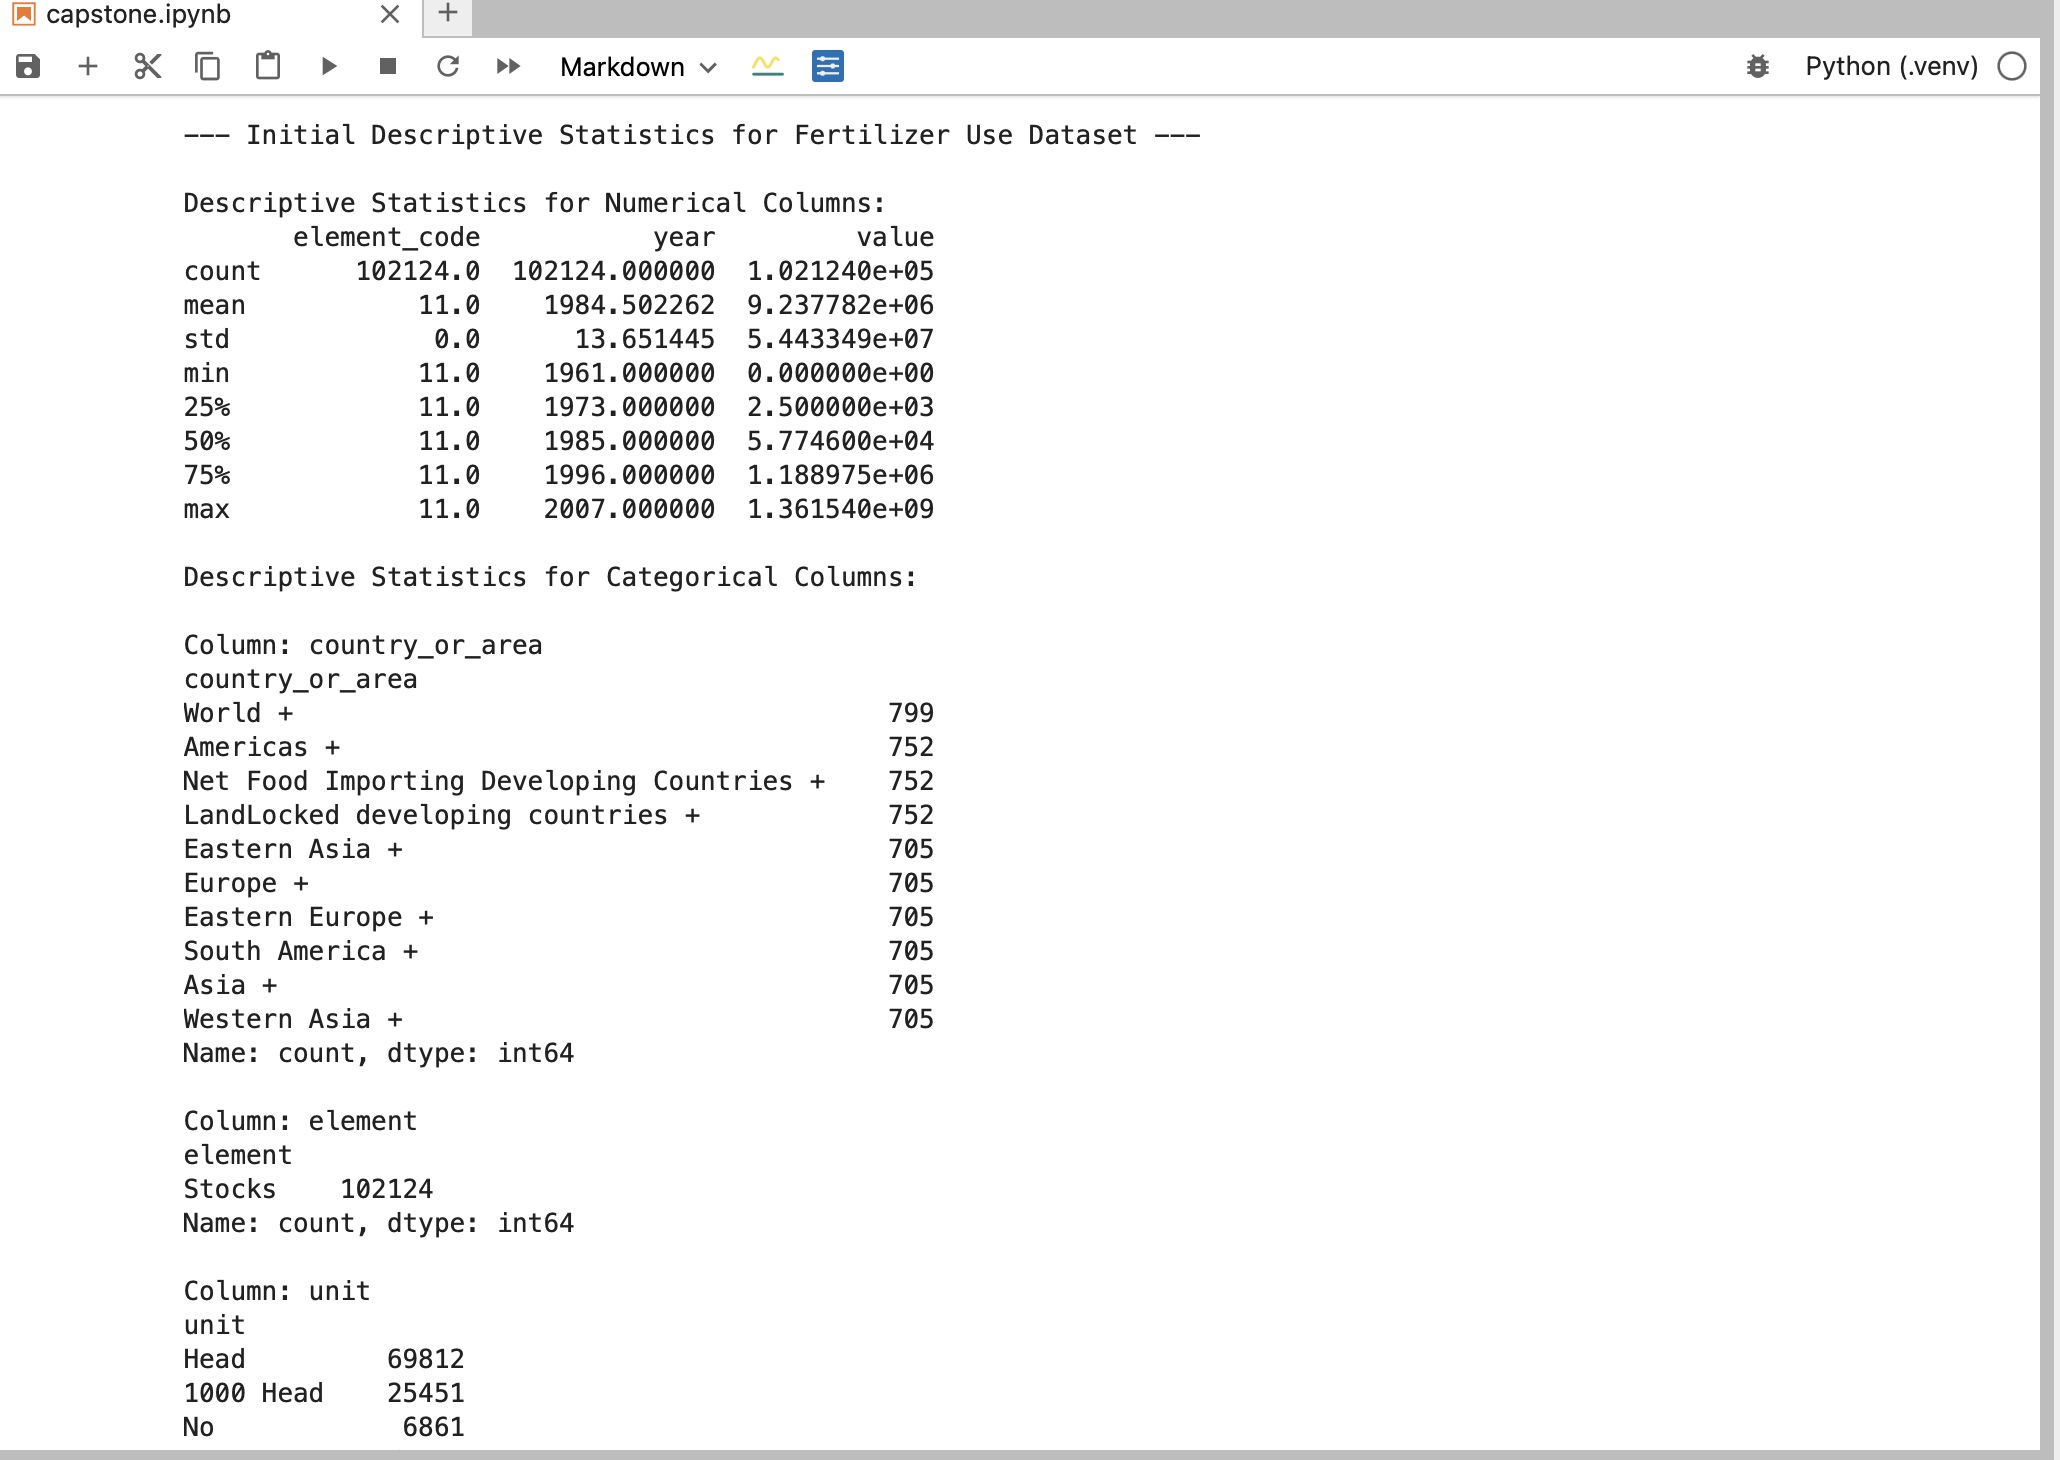 capstone.ipynb
Markdown
Python (.venv)
--- Initial Descriptive Statistics for Fertilizer Use Dataset ---
Descriptive Statistics for Numerical Columns:
       element_code           year         value
count      102124.0  102124.000000  1.021240e+05
mean           11.0    1984.502262  9.237782e+06
std             0.0      13.651445  5.443349e+07
min            11.0    1961.000000  0.000000e+00
25%            11.0    1973.000000  2.500000e+03
50%            11.0    1985.000000  5.774600e+04
75%            11.0    1996.000000  1.188975e+06
max            11.0    2007.000000  1.361540e+09
Descriptive Statistics for Categorical Columns:
Column: country_or_area
country_or_area
World +                                      799
Americas +                                   752
Net Food Importing Developing Countries +    752
LandLocked developing countries +            752
Eastern Asia +                               705
Europe +                                     705
Eastern Europe +                             705
South America +                              705
Asia +                                       705
Western Asia +                               705
Name: count, dtype: int64
Column: element
element
Stocks    102124
Name: count, dtype: int64
Column: unit
unit
Head         69812
1000 Head    25451
No            6861